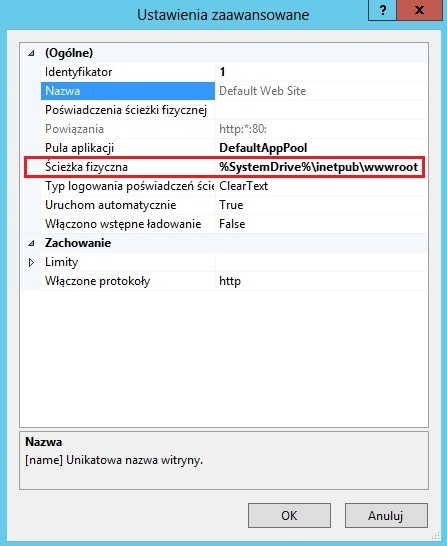 Ustawienia zaawansowane
(Ogólne)
Identyfikator 1
Nazwa Default Web Site
Poświadczenia ścieżki fizycznej
Powiązania http:*:80:
Pula aplikacji DefaultAppPool
Ścieżka fizyczna %SystemDrive%\inetpub\wwwroot
Typ logowania poświadczeń ście ClearText
Uruchom automatycznie True
Włączono wstępne ładowanie False
Zachowanie
Limity
Włączone protokoły http
Nazwa
[name] Unikatowa nazwa witryny.
OK Anuluj